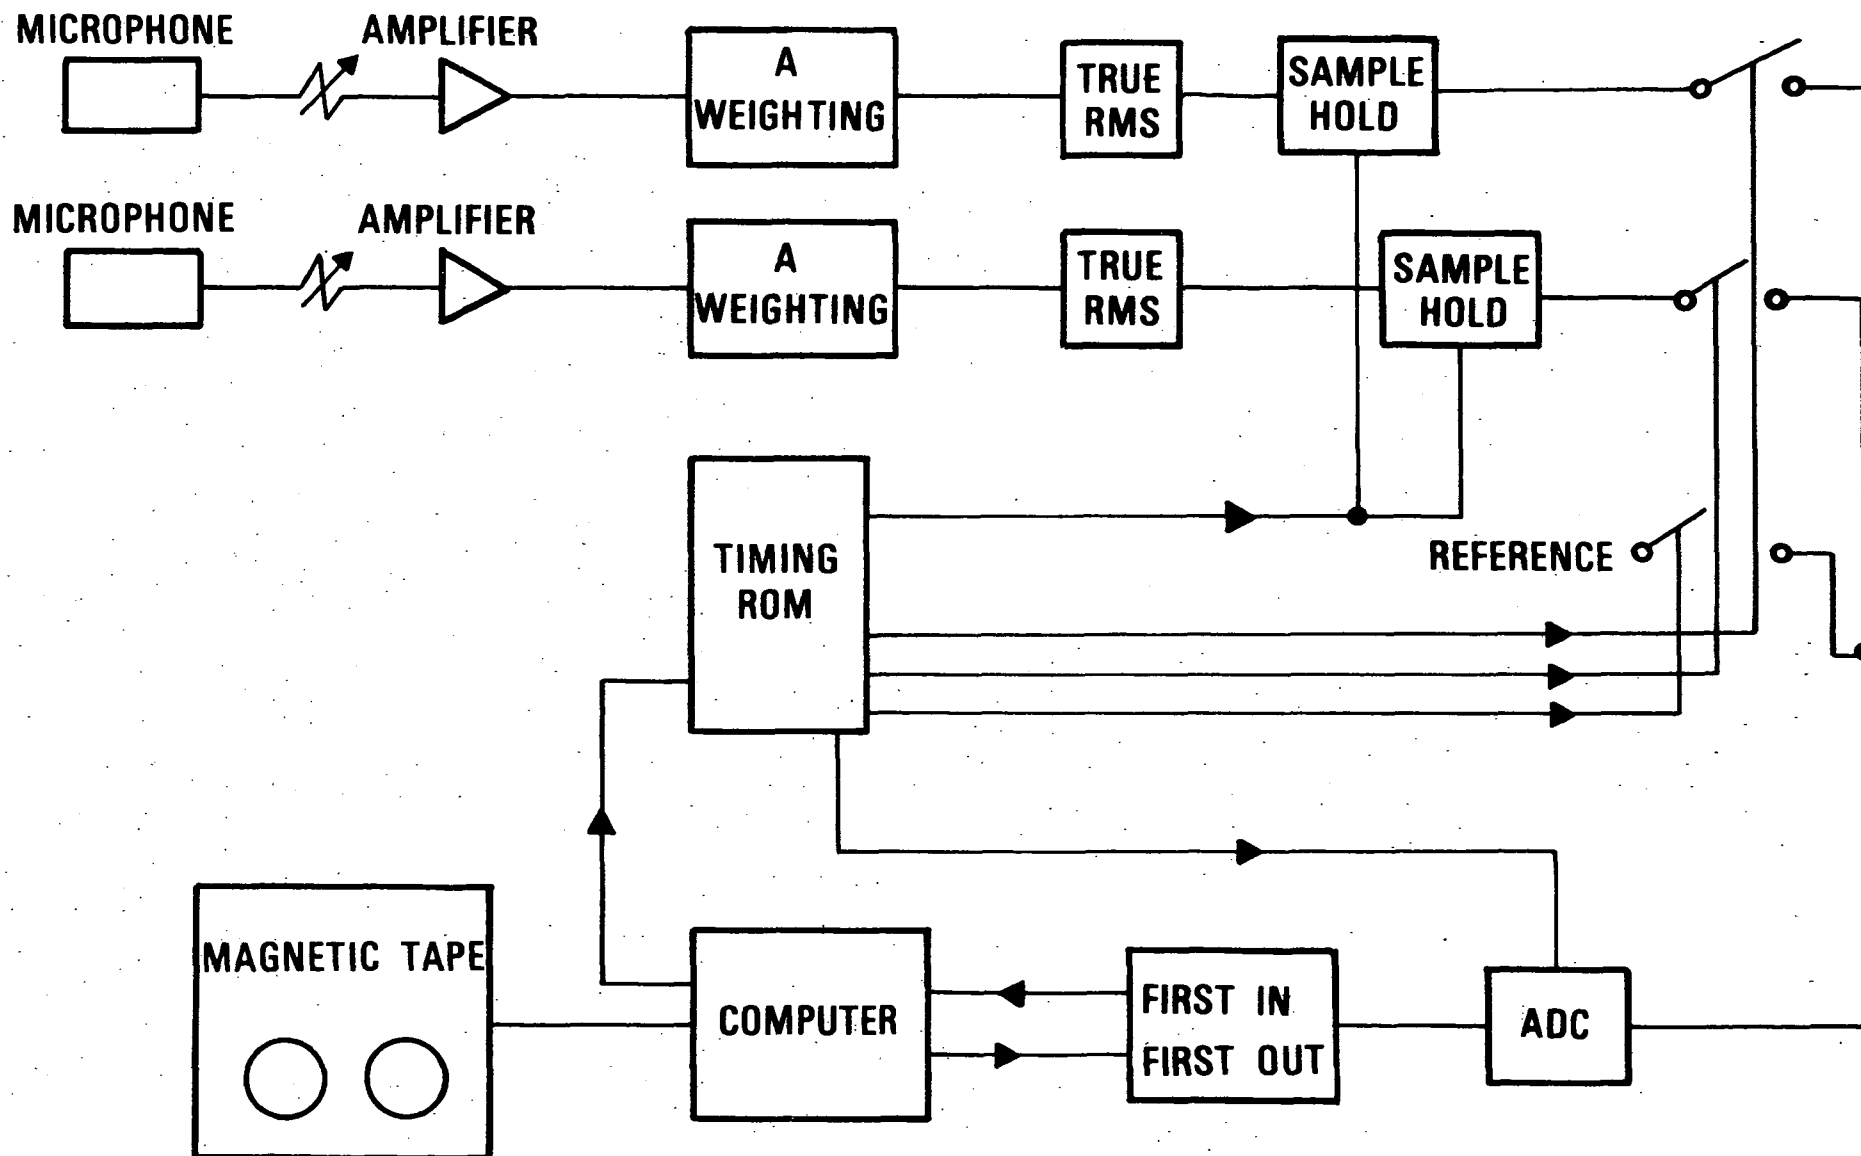 MICROPHONE
AMPLIFIER
A
WEIGHTING
TRUE
RMS
SAMPLE
HOLD
MICROPHONE
AMPLIFIER
A
WEIGHTING
TRUE
RMS
SAMPLE
HOLD
TIMING
ROM
REFERENCE
MAGNETIC TAPE
COMPUTER
FIRST IN
FIRST OUT
ADC